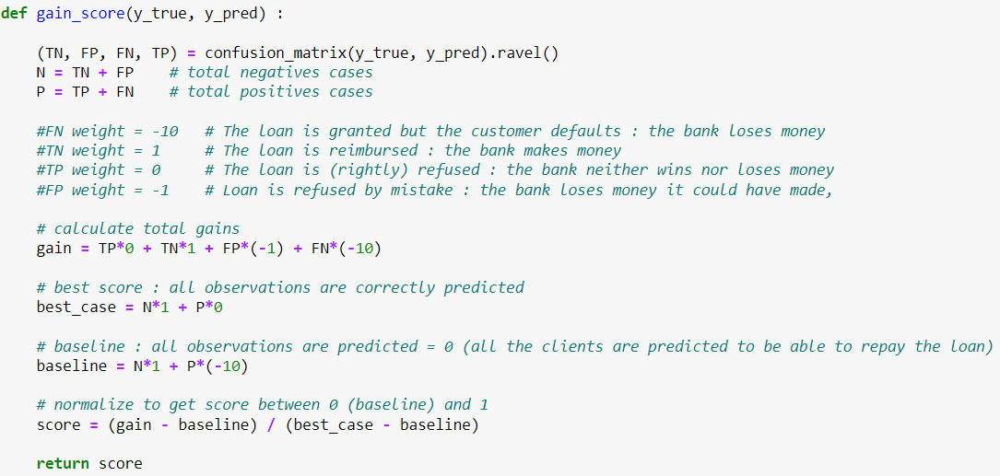 def gain_score(y_true, y_pred) :
(TN, FP, FN, TP) = confusion_matrix(y_true, y_pred).ravel()
N = TN + FP    # total negatives cases
P = TP + FN    # total positives cases
#FN weight = -10   # The loan is granted but the customer defaults : the bank loses money
#TN weight = 1     # The loan is reimbursed : the bank makes money
#TP weight = 0     # The loan is (rightly) refused : the bank neither wins nor loses money
#FP weight = -1    # Loan is refused by mistake : the bank loses money it could have made,
# calculate total gains
gain = TP*0 + TN*1 + FP*(-1) + FN*(-10)
# best score : all observations are correctly predicted
best_case = N*1 + P*0
# baseline : all observations are predicted = 0 (all the clients are predicted to be able to repay the loan)
baseline = N*1 + P*(-10)
# normalize to get score between 0 (baseline) and 1
score = (gain - baseline) / (best_case - baseline)
return score